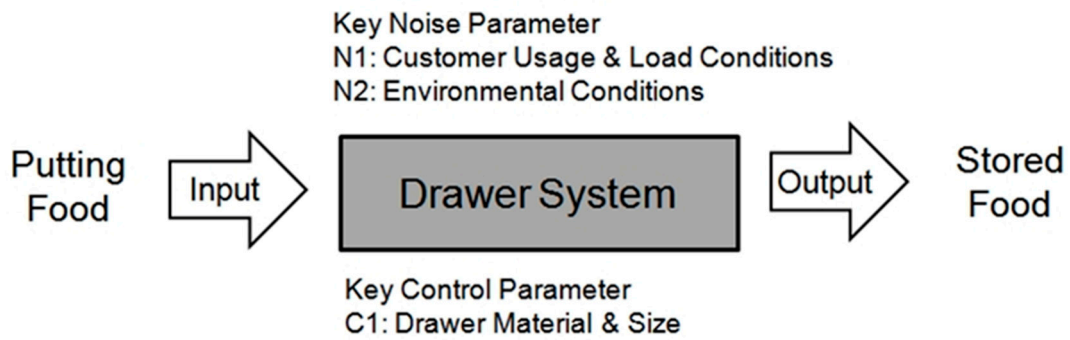 Key Noise Parameter
N1: Customer Usage & Load Conditions
N2: Environmental Conditions
Putting
Food
Input
Drawer System
Output
Stored
Food
Key Control Parameter
C1: Drawer Material & Size